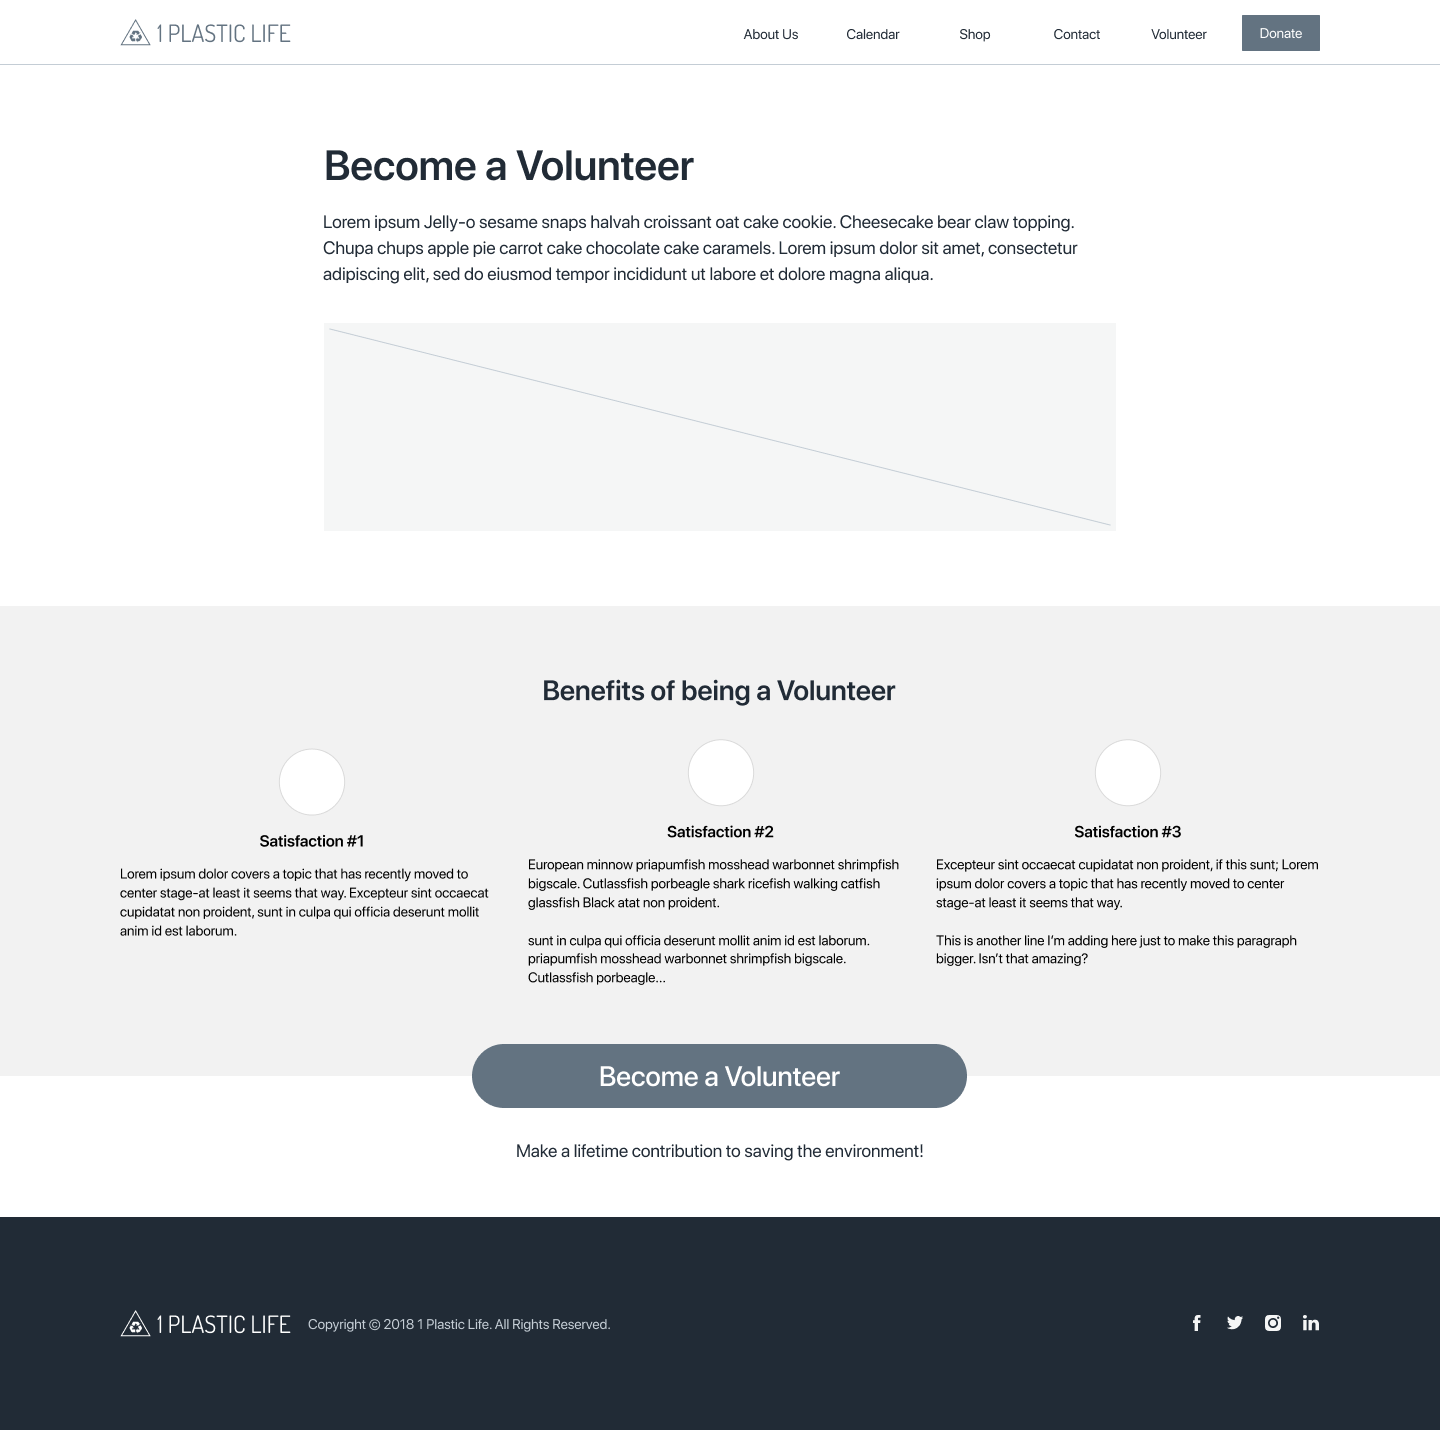 1 PLASTIC LIFE
About Us
Calendar
Shop
Contact
Volunteer
Donate
Become a Volunteer
Lorem ipsum Jelly-o sesame snaps halvah croissant oat cake cookie. Cheesecake bear claw topping.
Chupa chups apple pie carrot cake chocolate cake caramels. Lorem ipsum dolor sit amet, consectetur
adipiscing elit, sed do eiusmod tempor incididunt ut labore et dolore magna aliqua.
Benefits of being a Volunteer
Satisfaction #1
Lorem ipsum dolor covers a topic that has recently moved to
center stage-at least it seems that way. Excepteur sint occaecat
cupidatat non proident, sunt in culpa qui officia deserunt mollit
anim id est laborum.
Satisfaction #2
European minnow priapumfish mosshead warbonnet shrimpfish
bigscale. Cutlassfish porbeagle shark ricefish walking catfish
glassfish Black atat non proident.
sunt in culpa qui officia deserunt mollit anim id est laborum.
priapumfish mosshead warbonnet shrimpfish bigscale.
Cutlassfish porbeagle...
Satisfaction #3
Excepteur sint occaecat cupidatat non proident, if this sunt; Lorem
ipsum dolor covers a topic that has recently moved to center
stage-at least it seems that way.
This is another line I’m adding here just to make this paragraph
bigger. Isn’t that amazing?
Become a Volunteer
Make a lifetime contribution to saving the environment!
1 PLASTIC LIFE
Copyright © 2018 1 Plastic Life. All Rights Reserved.